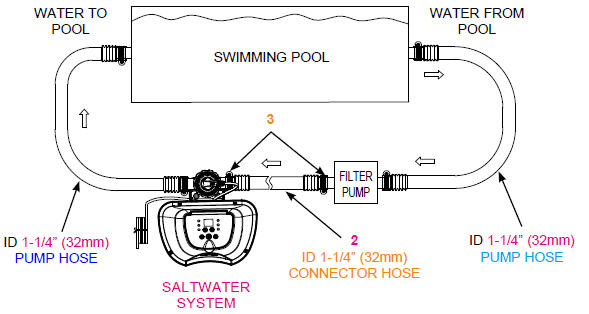 WATER TO
POOL
WATER FROM
POOL
SWIMMING POOL
3
FILTER
PUMP
ID 1-1/4” (32mm)
PUMP HOSE
2
ID 1-1/4” (32mm)
CONNECTOR HOSE
ID 1-1/4” (32mm)
PUMP HOSE
SALTWATER
SYSTEM